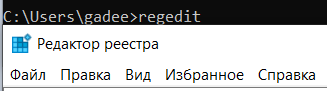 C:\Users\gadee>regedit
Редактор реестра
Файл Правка Вид Избранное Справка